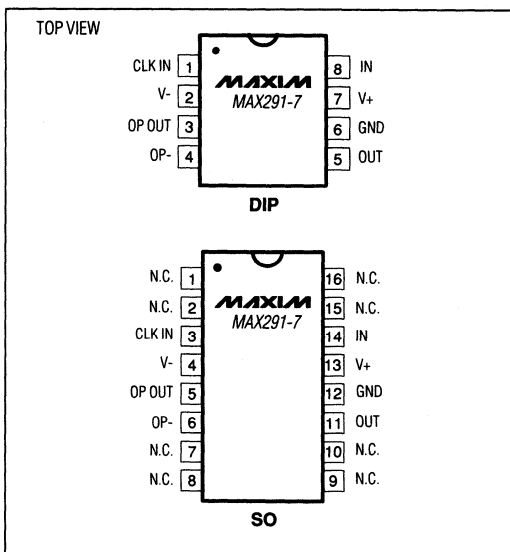 TOP VIEW
CLK IN 1
V- 2
OP OUT 3
OP- 4
MAXIM
MAX291-7
8 IN
7 V+
6 GND
5 OUT
DIP
N.C. 1
N.C. 2
CLK IN 3
V- 4
OP OUT 5
OP- 6
N.C. 7
N.C. 8
MAXIM
MAX291-7
16 N.C.
15 N.C.
14 IN
13 V+
12 GND
11 OUT
10 N.C.
9 N.C.
SO